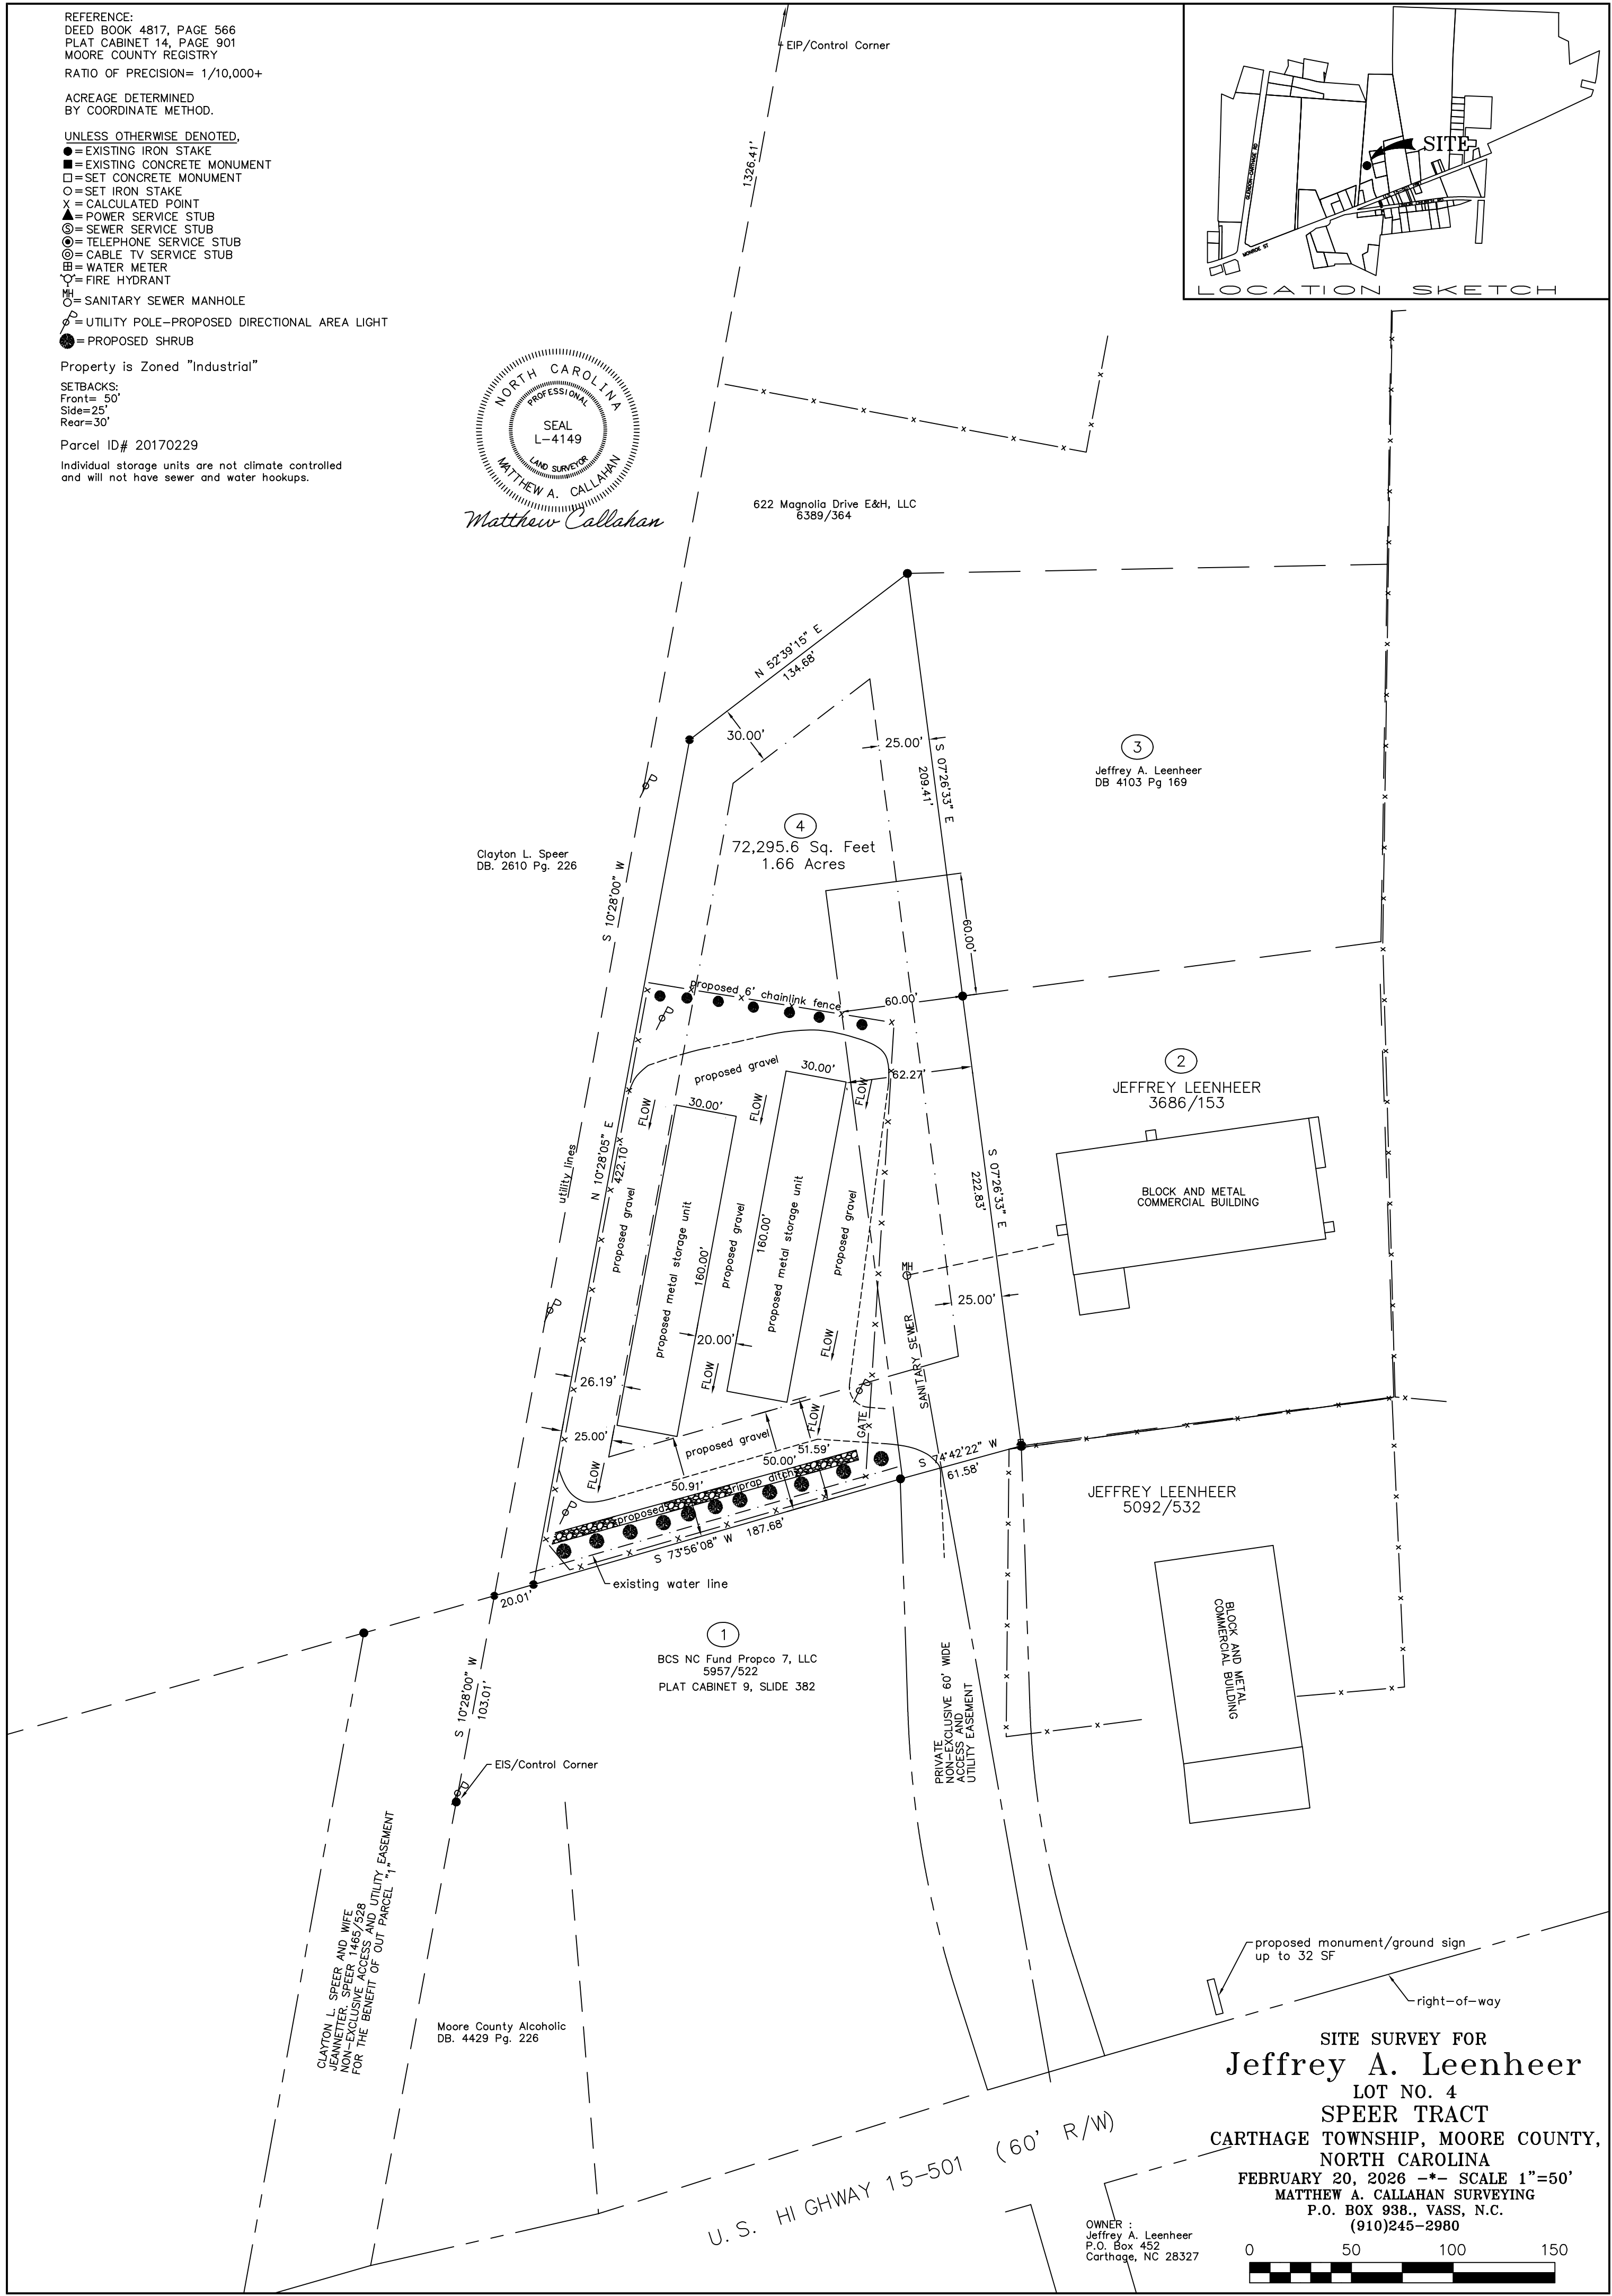 REFERENCE:
DEED BOOK 4817, PAGE 566
PLAT CABINET 14, PAGE 901
MOORE COUNTY REGISTRY
RATIO OF PRECISION= 1/10,000+
ACREAGE DETERMINED
BY COORDINATE METHOD.
UNLESS OTHERWISE DENOTED,
= EXISTING IRON STAKE
= EXISTING CONCRETE MONUMENT
= SET CONCRETE MONUMENT
= SET IRON STAKE
X = CALCULATED POINT
= POWER SERVICE STUB
S = SEWER SERVICE STUB
= TELEPHONE SERVICE STUB
= CABLE TV SERVICE STUB
= WATER METER
= FIRE HYDRANT
MH
= SANITARY SEWER MANHOLE
= UTILITY POLE-PROPOSED DIRECTIONAL AREA LIGHT
= PROPOSED SHRUB
Property is Zoned "Industrial"
SETBACKS:
Front= 50'
Side=25'
Rear=30'
Parcel ID# 20170229
Individual storage units are not climate controlled
and will not have sewer and water hookups.
NORTH CAROLINA
PROFESSIONAL
SEAL
L-4149
LAND SURVEYOR
MATTHEW A. CALLAHAN
Matthew Callahan
EIP/Control Corner
1326.41'
SITE
GLENDON-CARTHAGE RD
MONROE ST
LOCATION SKETCH
622 Magnolia Drive E&H, LLC
6389/364
N 52°39'15" E
134.68'
30.00'
25.00'
S 07°26'33" E
209.41'
3
Jeffrey A. Leenheer
DB 4103 Pg 169
4
72,295.6 Sq. Feet
1.66 Acres
Clayton L. Speer
DB. 2610 Pg. 226
S 10°28'00" W
60.00'
proposed 6' chainlink fence
60.00'
proposed gravel
30.00'
62.27'
30.00'
FLOW
FLOW
FLOW
2
JEFFREY LEENHEER
3686/153
utility lines
N 10°28'05" E
422.10'
proposed gravel
proposed metal storage unit
160.00'
proposed gravel
160.00'
proposed metal storage unit
proposed gravel
S 07°26'33" E
222.83'
BLOCK AND METAL
COMMERCIAL BUILDING
MH
25.00'
SANITARY SEWER
20.00'
FLOW
FLOW
26.19'
25.00'
FLOW
FLOW
GATE
proposed gravel
51.59'
50.00'
50.91'
proposed riprap ditch
S 74°42'22" W
61.58'
S 73°56'08" W
187.68'
existing water line
20.01'
JEFFREY LEENHEER
5092/532
BLOCK AND METAL
COMMERCIAL BUILDING
1
BCS NC Fund Propco 7, LLC
5957/522
PLAT CABINET 9, SLIDE 382
S 10°28'00" W
103.01'
EIS/Control Corner
PRIVATE
NON-EXCLUSIVE 60' WIDE
ACCESS AND
UTILITY EASEMENT
CLAYTON L. SPEER AND WIFE
JEANNETTER. SPEER 1465/528
NON-EXCLUSIVE ACCESS AND UTILITY EASEMENT
FOR THE BENEFIT OF OUT PARCEL "1"
Moore County Alcoholic
DB. 4429 Pg. 226
proposed monument/ground sign
up to 32 SF
right-of-way
U.S. HIGHWAY 15-501 (60' R/W)
SITE SURVEY FOR
Jeffrey A. Leenheer
LOT NO. 4
SPEER TRACT
CARTHAGE TOWNSHIP, MOORE COUNTY,
NORTH CAROLINA
FEBRUARY 20, 2026 -*- SCALE 1"=50'
MATTHEW A. CALLAHAN SURVEYING
P.O. BOX 938., VASS, N.C.
(910)245-2980
OWNER :
Jeffrey A. Leenheer
P.O. Box 452
Carthage, NC 28327
0 50 100 150